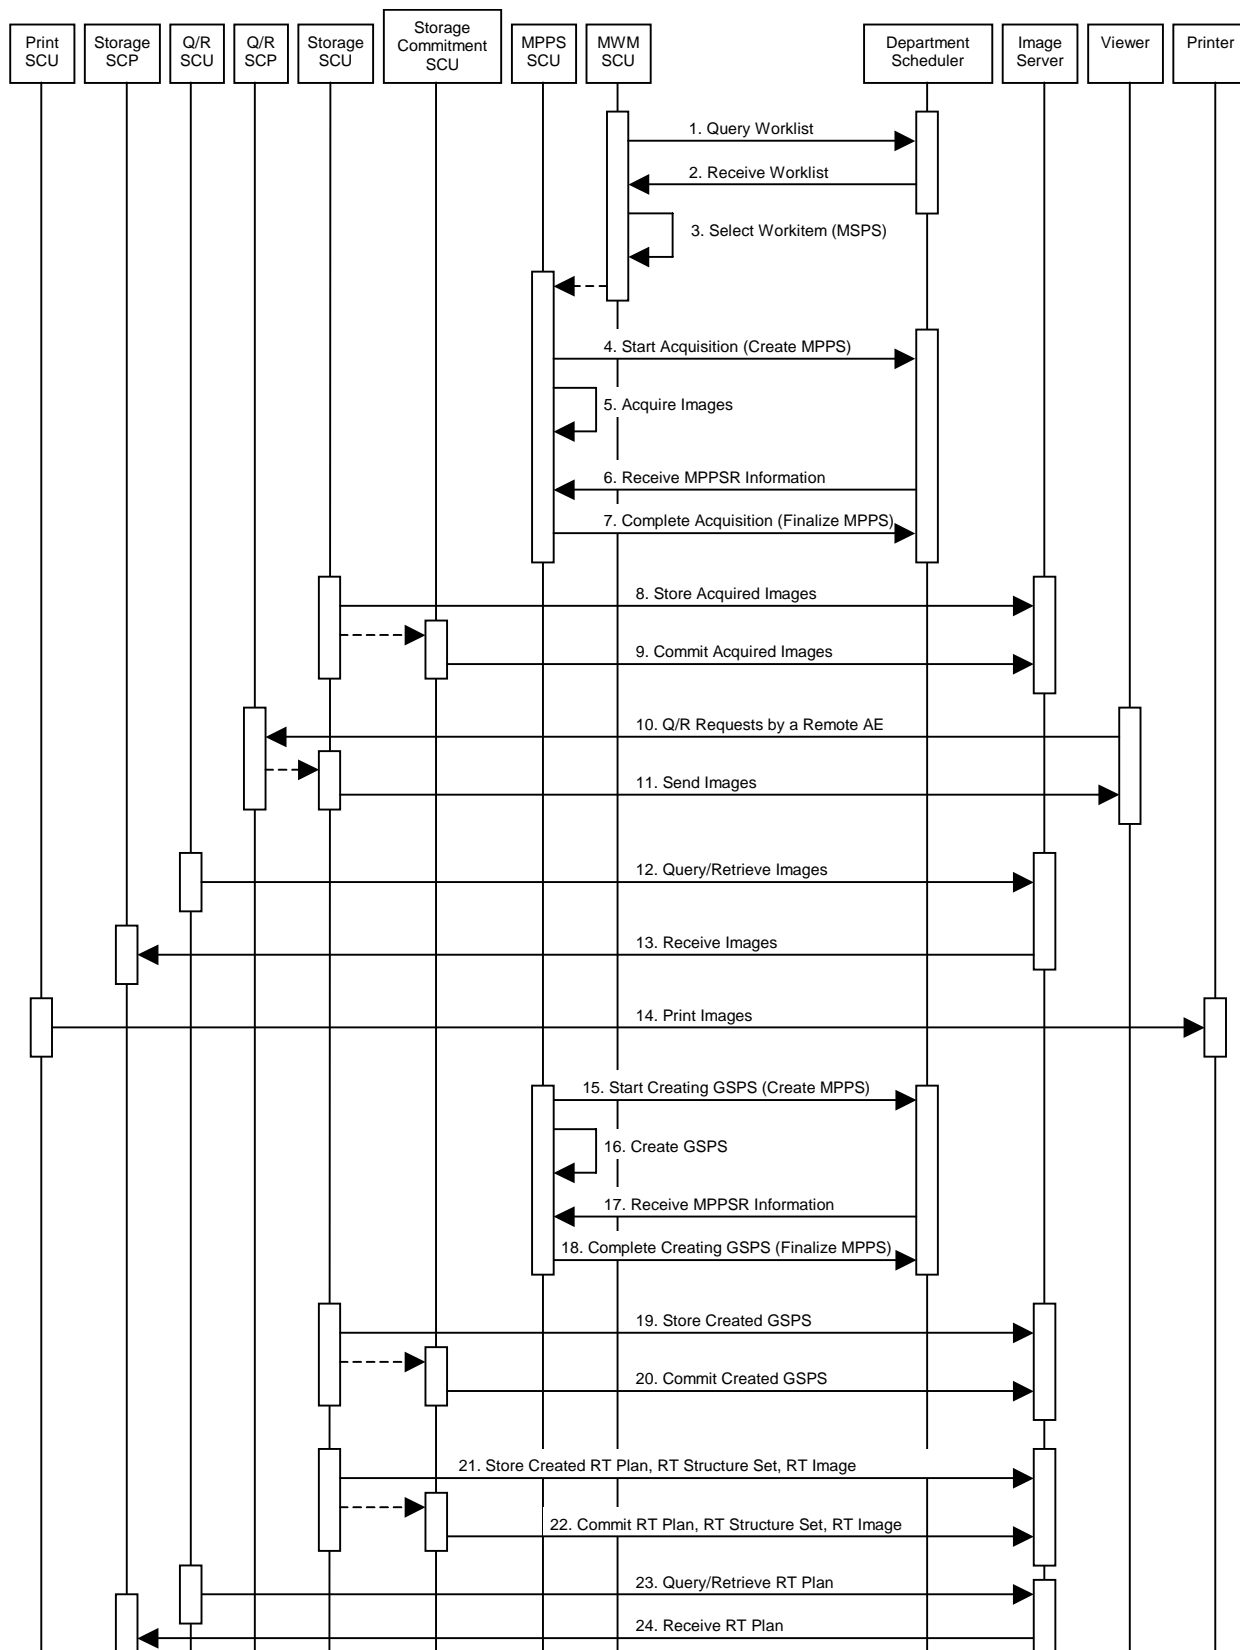 Print
SCU
Storage
SCP
Q/R
SCU
Q/R
SCP
Storage
SCU
Storage
Commitment
SCU
MPPS
SCU
MWM
SCU
Department
Scheduler
Image
Server
Viewer
Printer
1. Query Worklist
2. Receive Worklist
3. Select Workitem (MSPS)
4. Start Acquisition (Create MPPS)
5. Acquire Images
6. Receive MPPSR Information
7. Complete Acquisition (Finalize MPPS)
8. Store Acquired Images
9. Commit Acquired Images
10. Q/R Requests by a Remote AE
11. Send Images
12. Query/Retrieve Images
13. Receive Images
14. Print Images
15. Start Creating GSPS (Create MPPS)
16. Create GSPS
17. Receive MPPSR Information
18. Complete Creating GSPS (Finalize MPPS)
19. Store Created GSPS
20. Commit Created GSPS
21. Store Created RT Plan, RT Structure Set, RT Image
22. Commit RT Plan, RT Structure Set, RT Image
23. Query/Retrieve RT Plan
24. Receive RT Plan